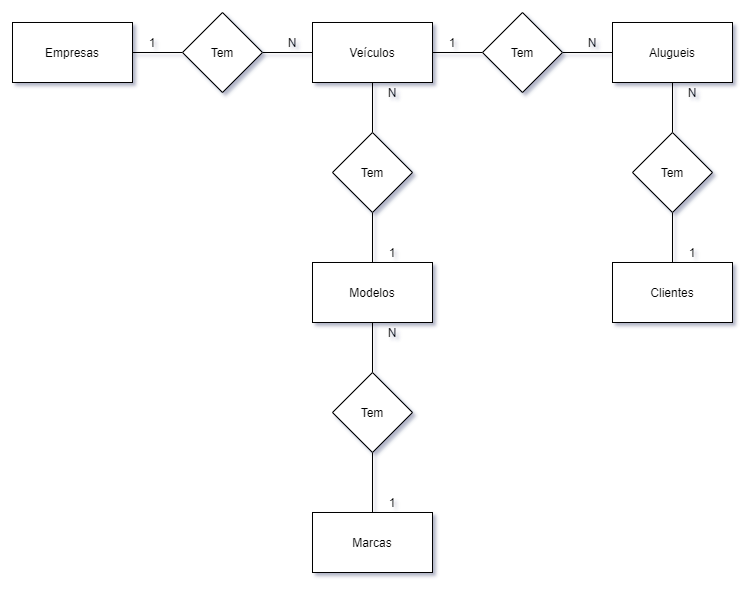 Empresas
1
Tem
N
Veículos
1
Tem
N
Alugueis
N
N
Tem
Tem
1
1
Modelos
Clientes
N
Tem
1
Marcas